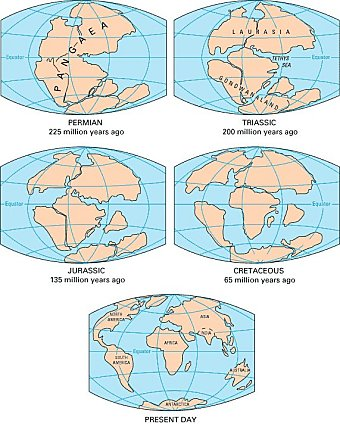 Equator
PANGAEA
PERMIAN
225 million years ago
LAURASIA
Equator
TETHYS
SEA
GONDWANALAND
TRIASSIC
200 million years ago
Equator
JURASSIC
135 million years ago
Equator
CRETACEOUS
65 million years ago
NORTH
AMERICA
ASIA
INDIA
AFRICA
Equator
SOUTH
AMERICA
AUSTRALIA
ANTARCTICA
PRESENT DAY